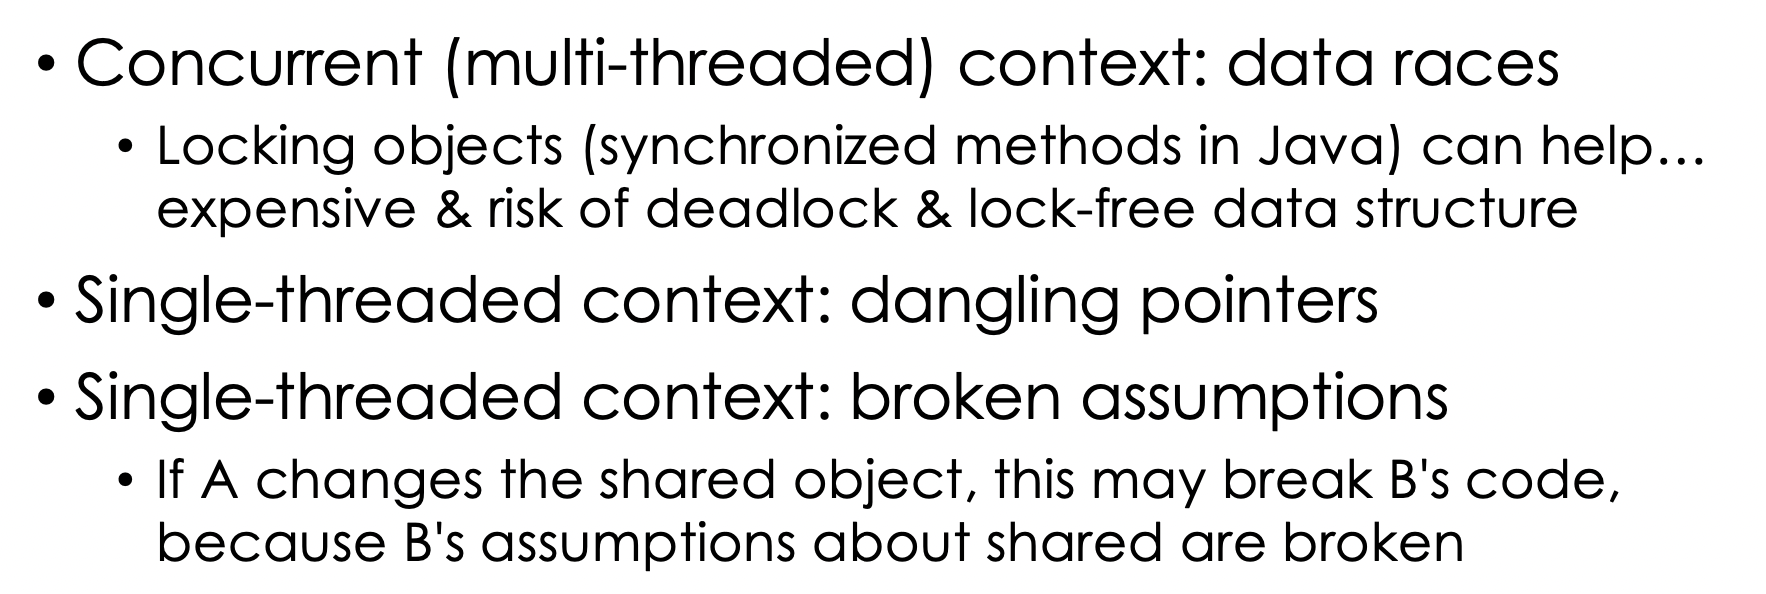 • Concurrent (multi-threaded) context: data races
• Locking objects (synchronized methods in Java) can help...
expensive & risk of deadlock & lock-free data structure
• Single-threaded context: dangling pointers
• Single-threaded context: broken assumptions
• If A changes the shared object, this may break B's code,
because B's assumptions about shared are broken